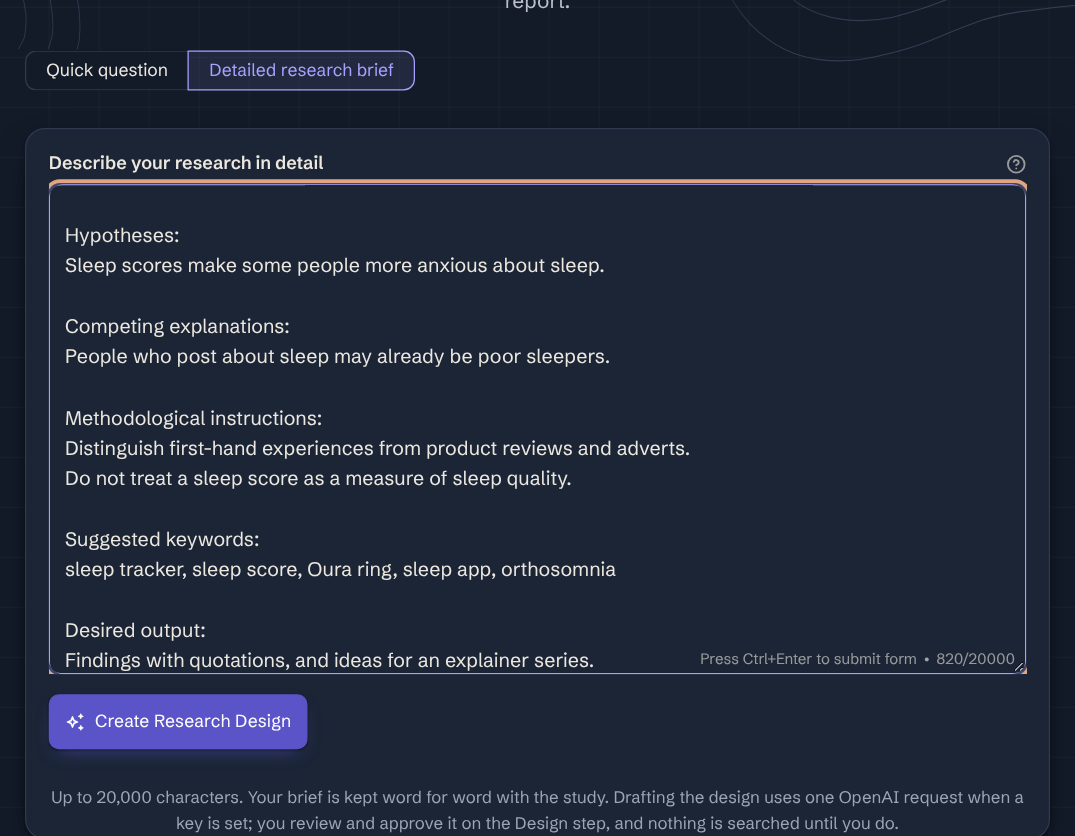 report.
Quick question
Detailed research brief
Describe your research in detail
Hypotheses:
Sleep scores make some people more anxious about sleep.
Competing explanations:
People who post about sleep may already be poor sleepers.
Methodological instructions:
Distinguish first-hand experiences from product reviews and adverts.
Do not treat a sleep score as a measure of sleep quality.
Suggested keywords:
sleep tracker, sleep score, Oura ring, sleep app, orthosomnia
Desired output:
Findings with quotations, and ideas for an explainer series.
Press Ctrl+Enter to submit form • 820/20000
Create Research Design
Up to 20,000 characters. Your brief is kept word for word with the study. Drafting the design uses one OpenAI request when a
key is set; you review and approve it on the Design step, and nothing is searched until you do.